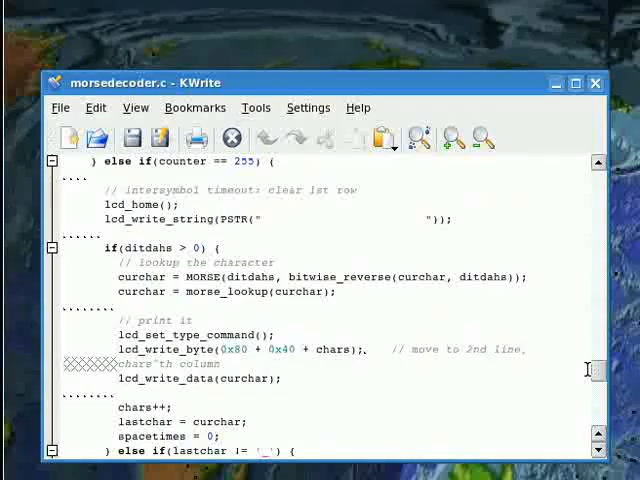 morsedecoder.c - KWrite
File Edit View Bookmarks Tools Settings Help
} else if(counter == 255) {
// intersymbol timeout: clear 1st row
lcd_home();
lcd_write_string(PSTR("                "));
if(ditdahs > 0) {
// lookup the character
curchar = MORSE(ditdahs, bitwise_reverse(curchar, ditdahs));
curchar = morse_lookup(curchar);
// print it
lcd_set_type_command();
lcd_write_byte(0x80 + 0x40 + chars); // move to 2nd line,
chars'th column
lcd_write_data(curchar);
chars++;
lastchar = curchar;
spacetimes = 0;
} else if(lastchar != '_') {